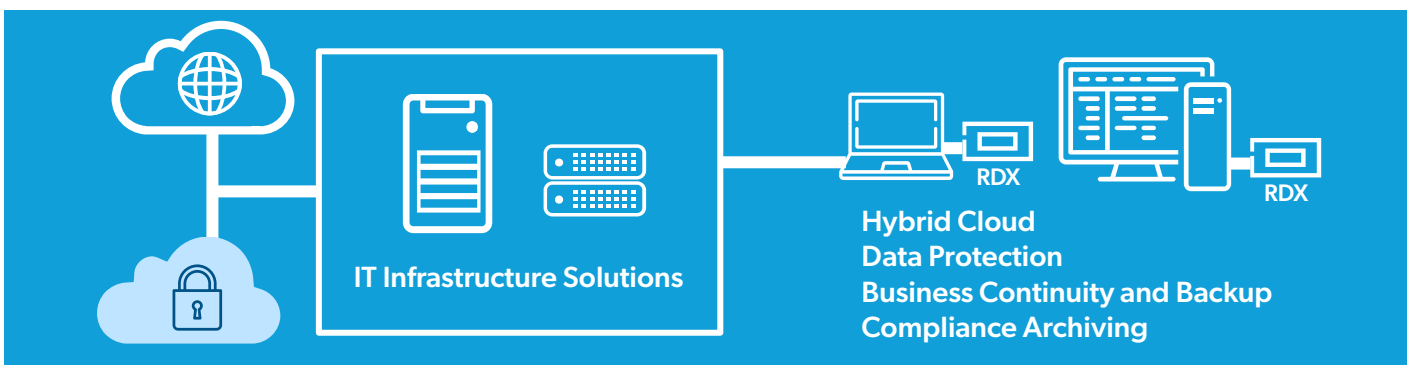 IT Infrastructure Solutions
RDX
RDX
Hybrid Cloud
Data Protection
Business Continuity and Backup
Compliance Archiving